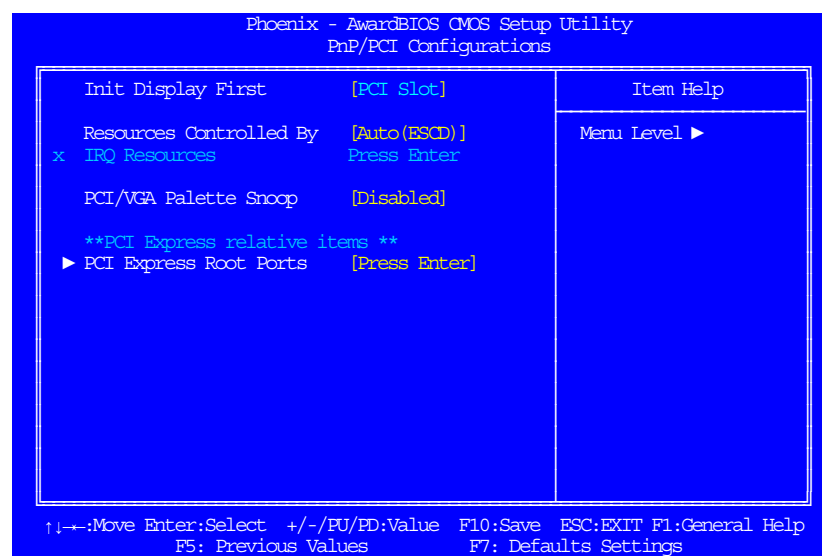 Phoenix - AwardBIOS CMOS Setup Utility
PnP/PCI Configurations
Init Display First [PCI Slot] Item Help
Resources Controlled By [Auto(ESCD)] Menu Level ►
x IRQ Resources Press Enter
PCI/VGA Palette Snoop [Disabled]
**PCI Express relative items **
► PCI Express Root Ports [Press Enter]
↑↓→←:Move Enter:Select +/-/PU/PD:Value F10:Save ESC:EXIT F1:General Help
F5: Previous Values F7: Defaults Settings